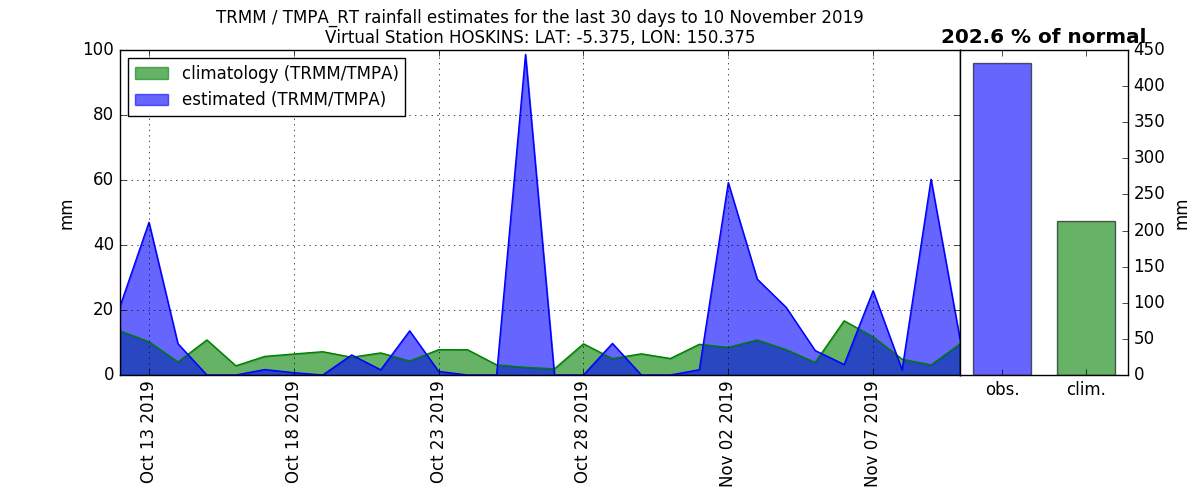 TRMM / TMPA_RT rainfall estimates for the last 30 days to 10 November 2019
Virtual Station HOSKINS: LAT: -5.375, LON: 150.375
202.6 % of normal
climatology (TRMM/TMPA)
estimated (TRMM/TMPA)
100
80
60
40
20
0
mm
Oct 13 2019
Oct 18 2019
Oct 23 2019
Oct 28 2019
Nov 02 2019
Nov 07 2019
450
400
350
300
250
200
150
100
50
0
mm
obs.
clim.